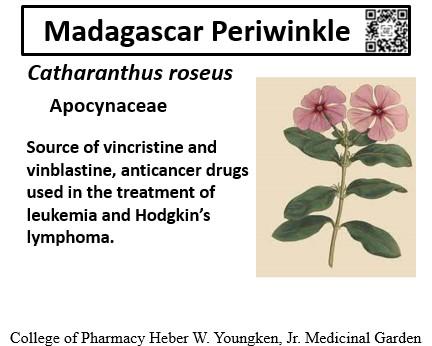 Madagascar Periwinkle
Catharanthus roseus
Apocynaceae
Source of vincristine and
vinblastine, anticancer drugs
used in the treatment of
leukemia and Hodgkin’s
lymphoma.
College of Pharmacy Heber W. Youngken, Jr. Medicinal Garden